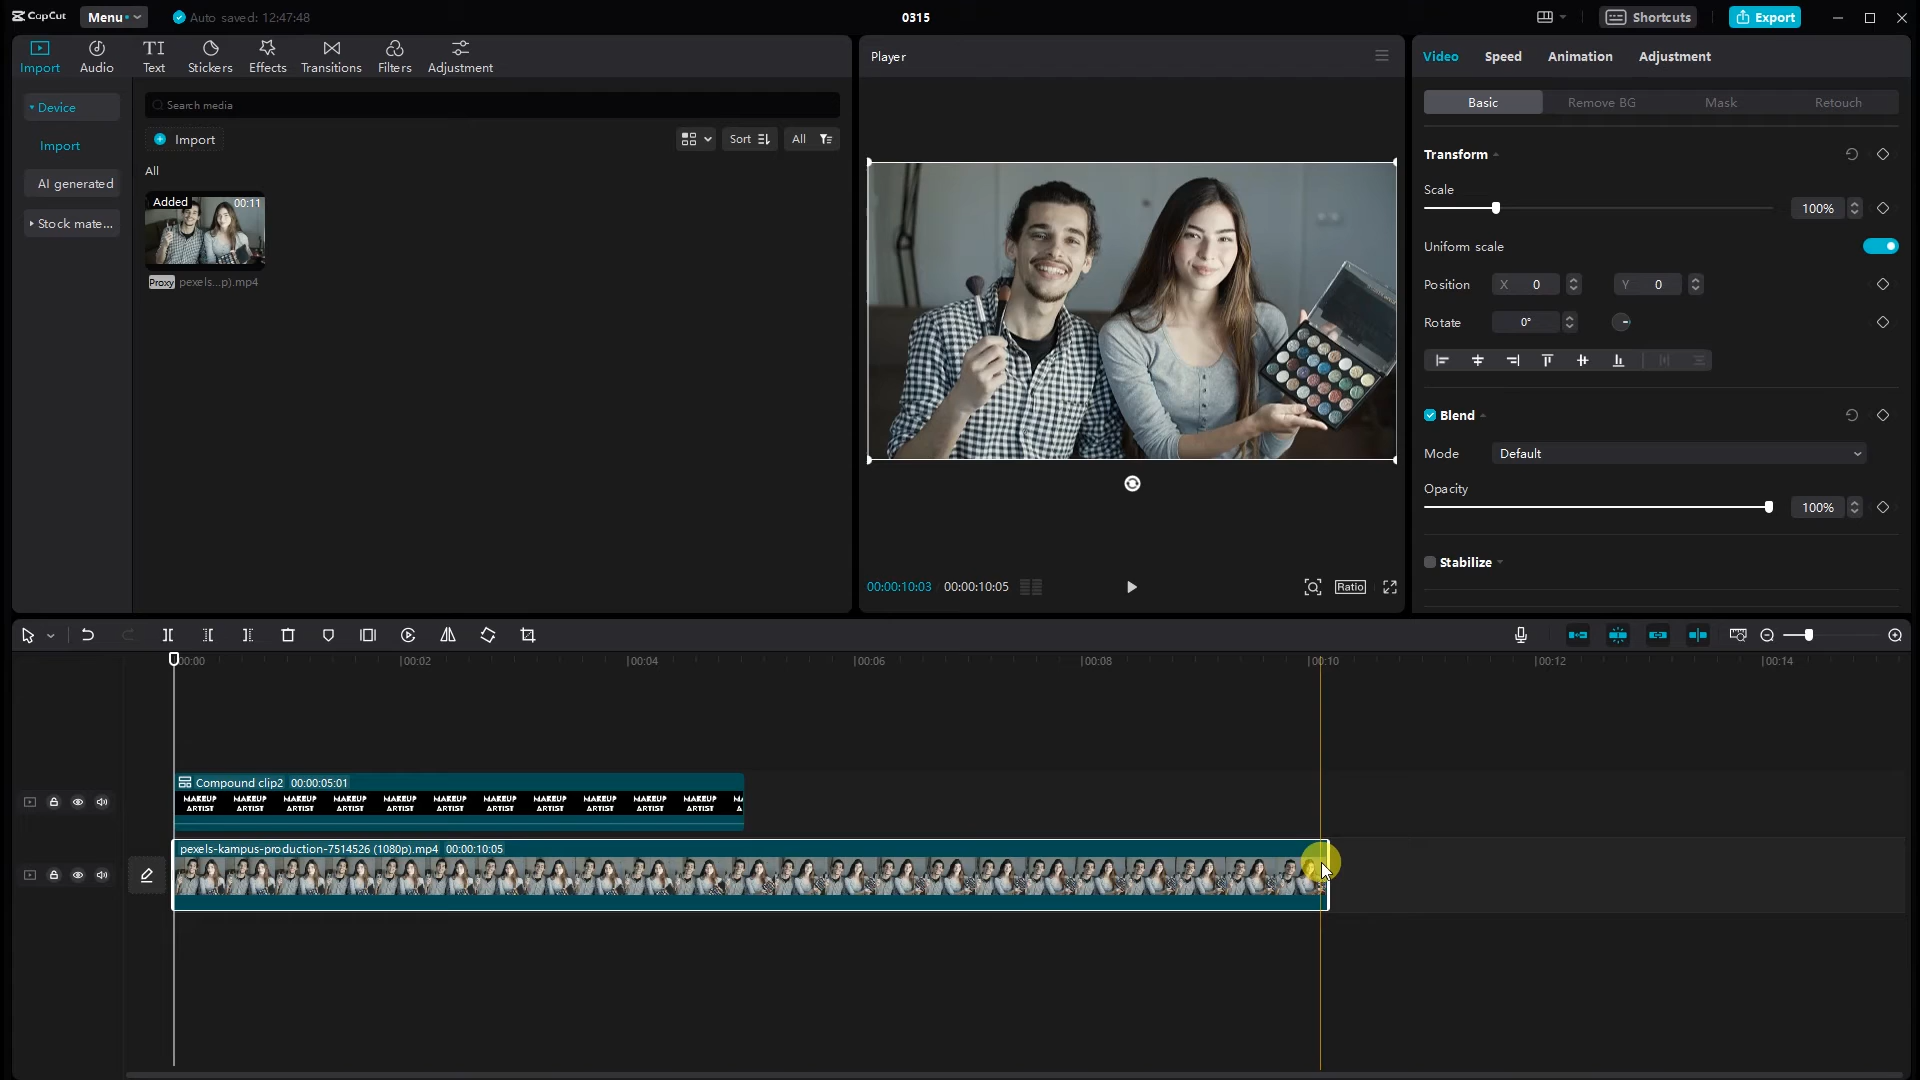 CapCut
Menu
Auto saved: 12:47:48
0315
Shortcuts
Export
Import
Audio
TI
Text
Stickers
Effects
Transitions
Filters
Adjustment
Device
Import
AI generated
Stock mate...
Search media
Import
Sort
All
All
Added
00:11
Proxy
pexels...p).mp4
Player
00:00:10:03
00:00:10:05
Ratio
Video
Speed
Animation
Adjustment
Basic
Remove BG
Mask
Retouch
Transform
Scale
100%
Uniform scale
Position
X 0
Y 0
Rotate
0°
Blend
Mode
Default
Opacity
100%
Stabilize
00:00
00:02
00:04
00:06
00:08
00:10
00:12
00:14
Compound clip2 00:00:05:01
MAKEUP MAKEUP MAKEUP MAKEUP MAKEUP MAKEUP MAKEUP MAKEUP MAKEUP MAKEUP MAKEUP M
ARTIST ARTIST ARTIST ARTIST ARTIST ARTIST ARTIST ARTIST ARTIST ARTIST ARTIST A
pexels-kampus-production-7514526 (1080p).mp4 00:00:10:05